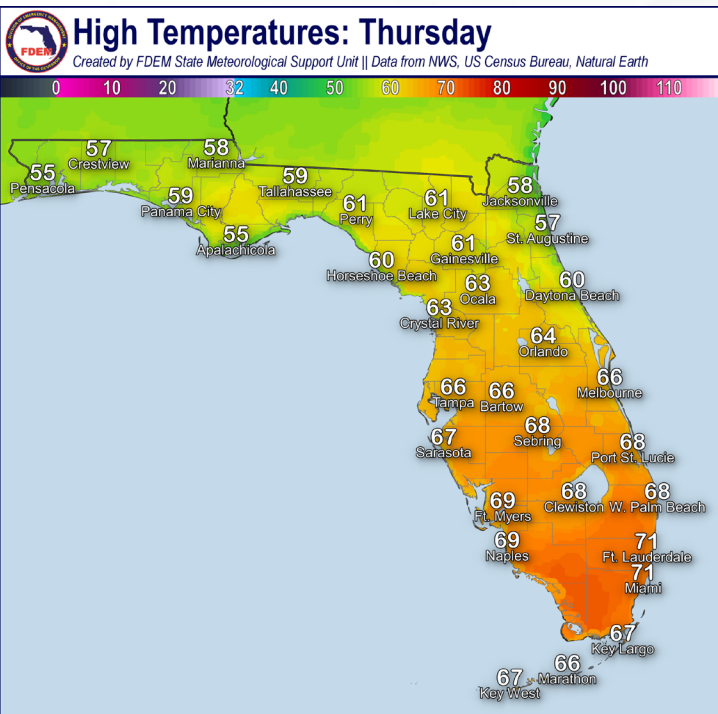 High Temperatures: Thursday
Created by FDEM State Meteorological Support Unit || Data from NWS, US Census Bureau, Natural Earth
FDEM
0 10 20 32 40 50 60 70 80 90 100 110
57
Crestview
58
Marianna
55
Pensacola
59
Tallahassee
59
Panama City
61
Perry
61
Lake City
58
Jacksonville
57
St. Augustine
55
Apalachicola
61
Gainesville
60
Horseshoe Beach
63
Ocala
60
Daytona Beach
63
Crystal River
64
Orlando
66
Melbourne
66
Tampa
66
Bartow
67
Sarasota
68
Sebring
68
Port St. Lucie
69
Ft. Myers
68
Clewiston
68
W. Palm Beach
69
Naples
71
Ft. Lauderdale
71
Miami
67
Key Largo
66
Marathon
67
Key West